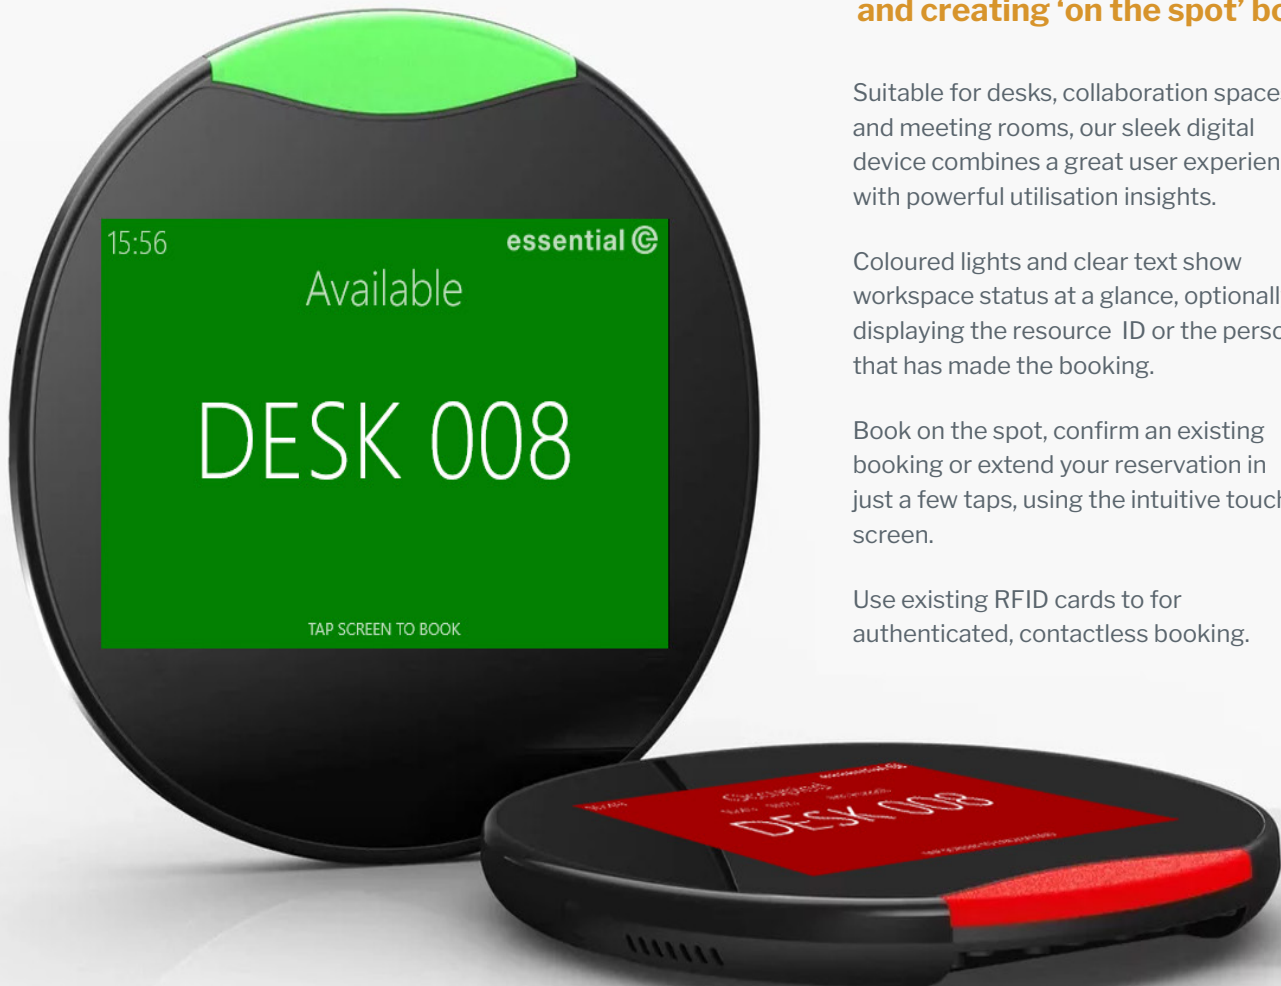 and creating ‘on the spot’ bo
Suitable for desks, collaboration space
and meeting rooms, our sleek digital
device combines a great user experien
with powerful utilisation insights.
Coloured lights and clear text show
workspace status at a glance, optionall
displaying the resource ID or the perso
that has made the booking.
Book on the spot, confirm an existing
booking or extend your reservation in
just a few taps, using the intuitive touch
screen.
Use existing RFID cards to for
authenticated, contactless booking.
15:56
essential
Available
DESK 008
TAP SCREEN TO BOOK
essential
Occupied
DESK 008